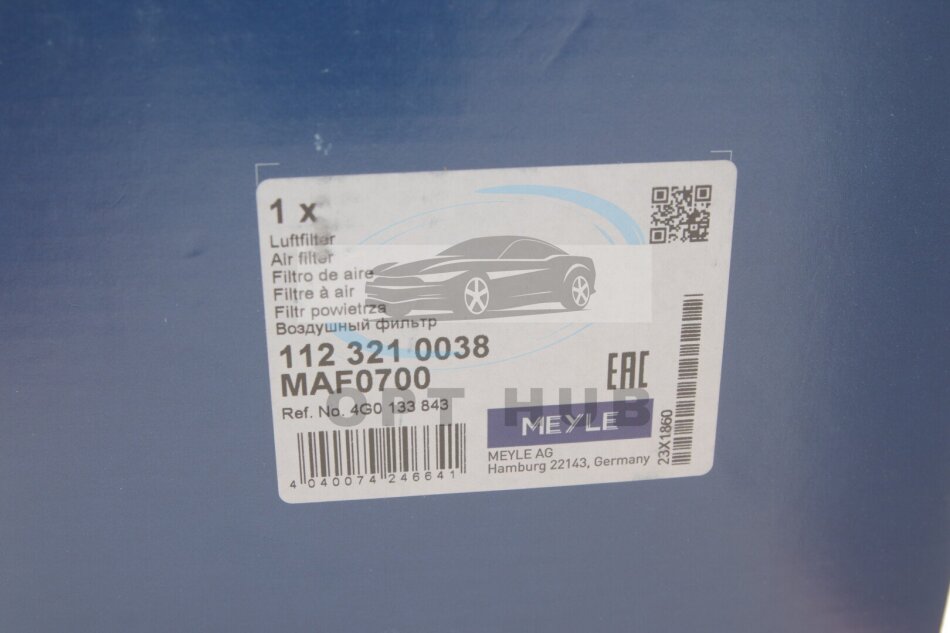 1 x
Luftfilter
Air filter
Filtro de aire
Filtre à air
Filtr powietrza
Воздушный фильтр
112 321 0038
MAF0700
Ref. No. 4G0 133 843
4 040074 246641
EAC
OPT HUB
MEYLE
MEYLE AG
Hamburg 22143, Germany
23X1860